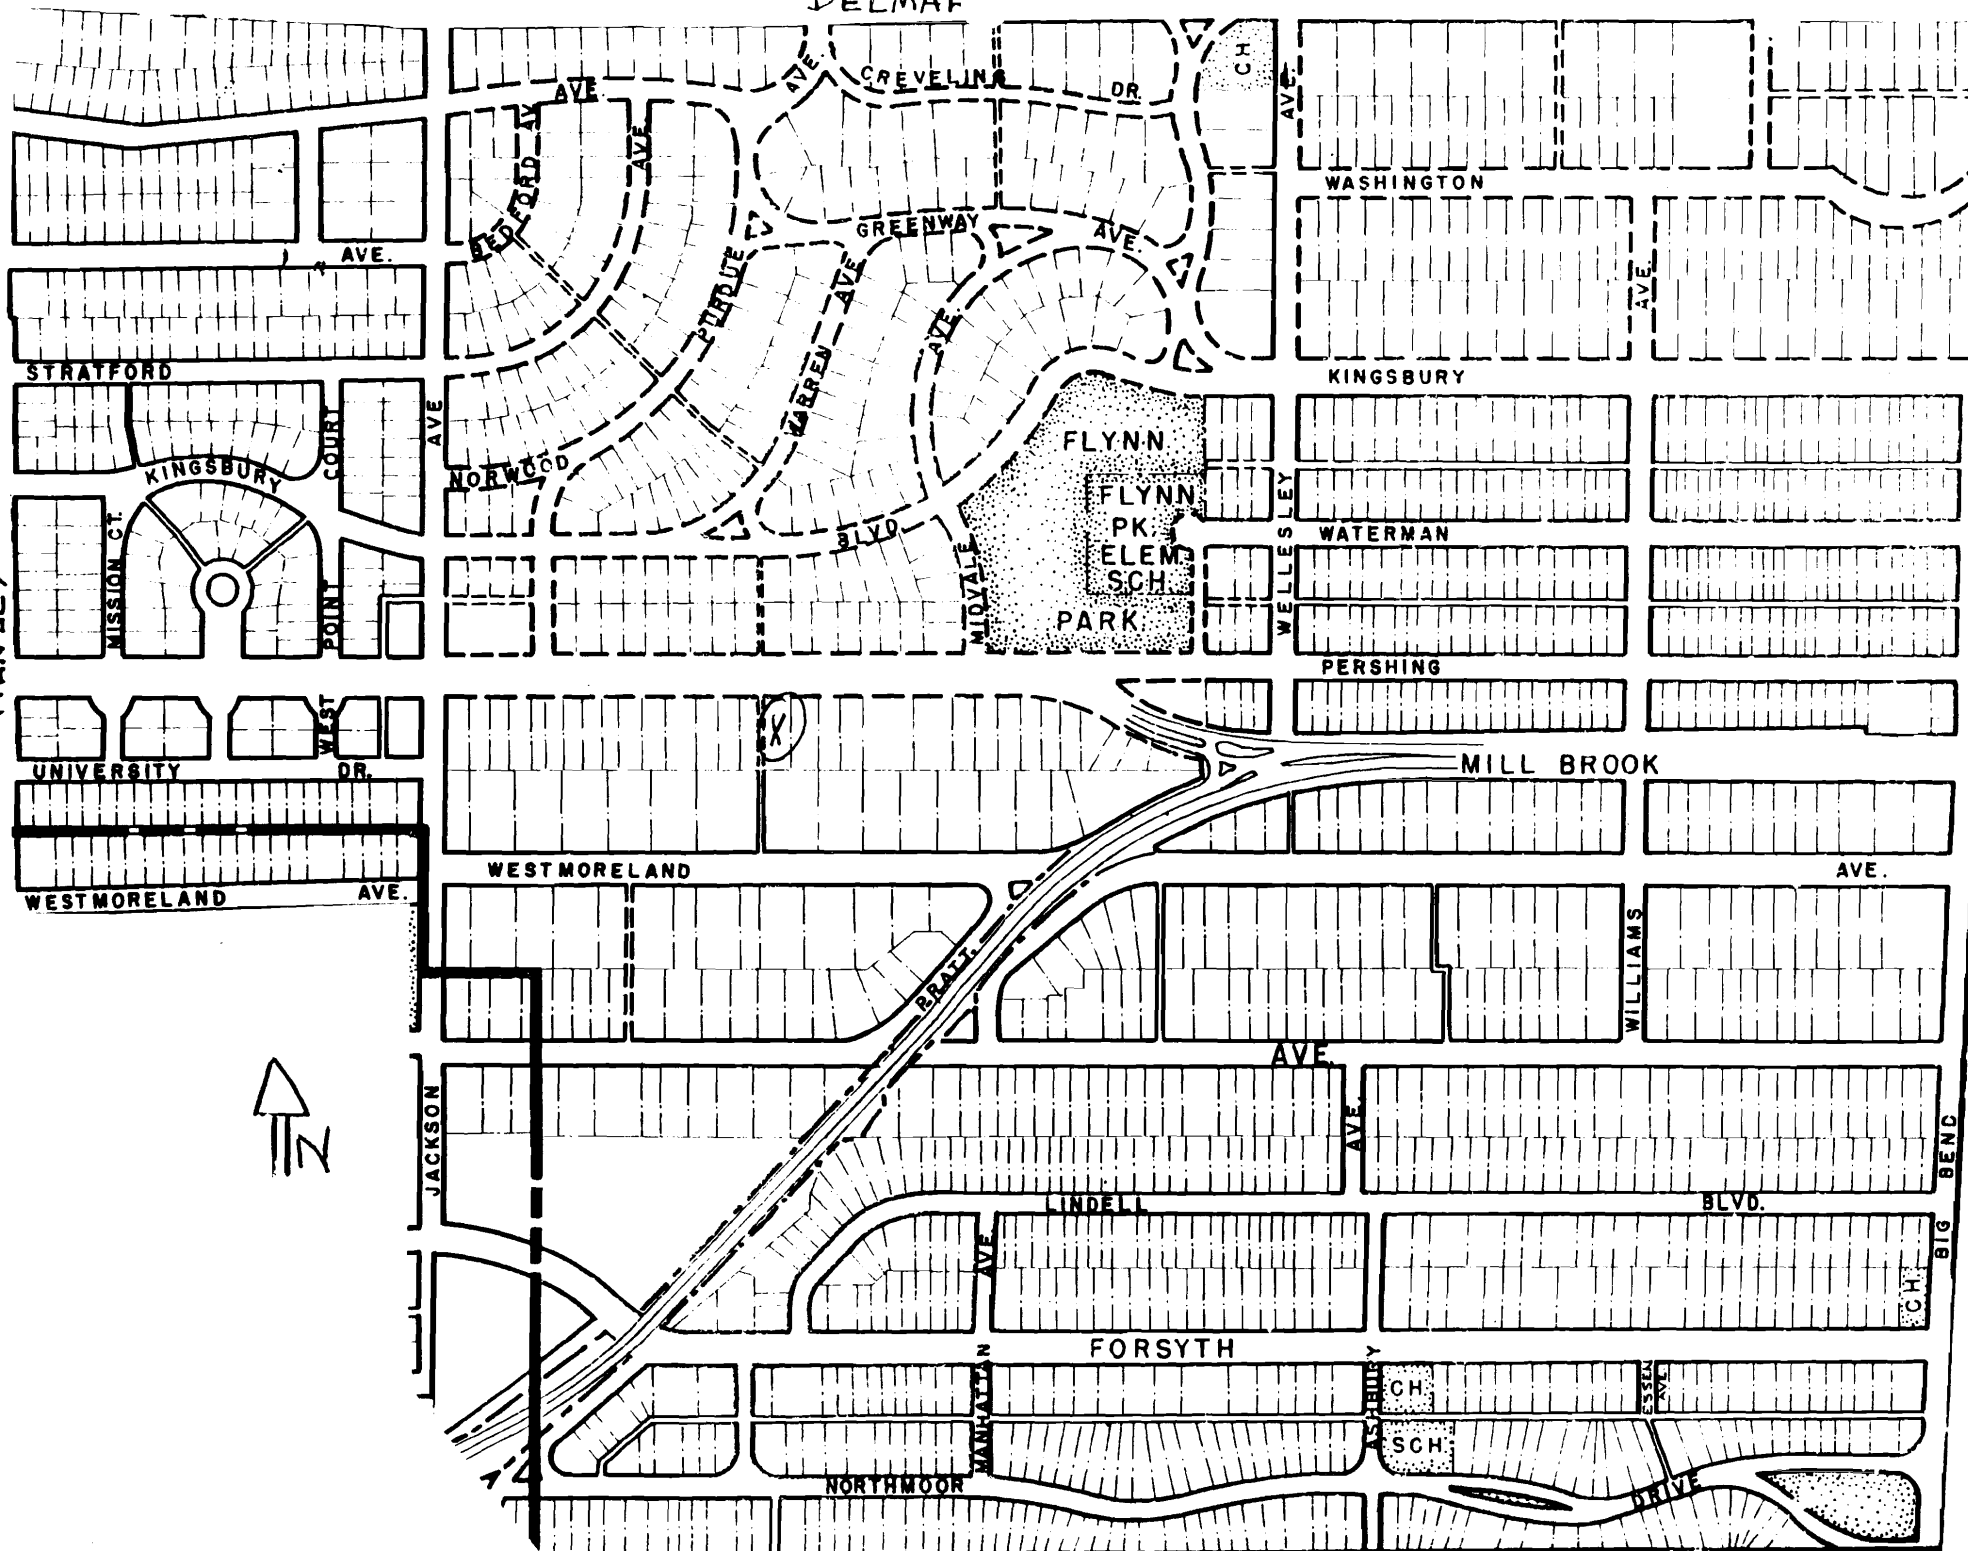 DELMAR
AVE.
CREVELING
DR.
CH
AVE.
AVE.
BEDFORD AV
AVE
WASHINGTON
GREENWAY
AVE.
AVE.
PURDUE
AVE
WARREN
AVE.
AVE.
STRATFORD
KINGSBURY
COURT
AVE
KINGSBURY
NORWOOD
FLYNN
FLYNN
PK.
ELEM.
SCH.
PARK
BLVD
MISSION CT.
POINT
WEST
MIDVALE
WELLESLEY
WATERMAN
PERSHING
X
UNIVERSITY
DR.
MILL BROOK
WESTMORELAND
AVE.
WESTMORELAND
AVE.
PRATT.
WILLIAMS
AVE.
N
JACKSON
AVE.
BIG BEND
LINDELL
BLVD.
AVE
CH
FORSYTH
MANHATTAN
ASHBURY
CH
SCH
ESSEN
AVE.
NORTHMOOR
DRIVE